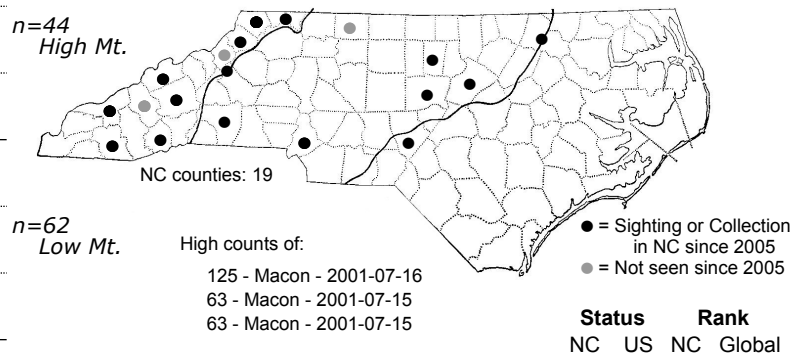 n=44
High Mt.
NC counties: 19
n=62
Low Mt.
High counts of:
125 - Macon - 2001-07-16
63 - Macon - 2001-07-15
63 - Macon - 2001-07-15
● = Sighting or Collection
in NC since 2005
● = Not seen since 2005
Status Rank
NC US NC Global